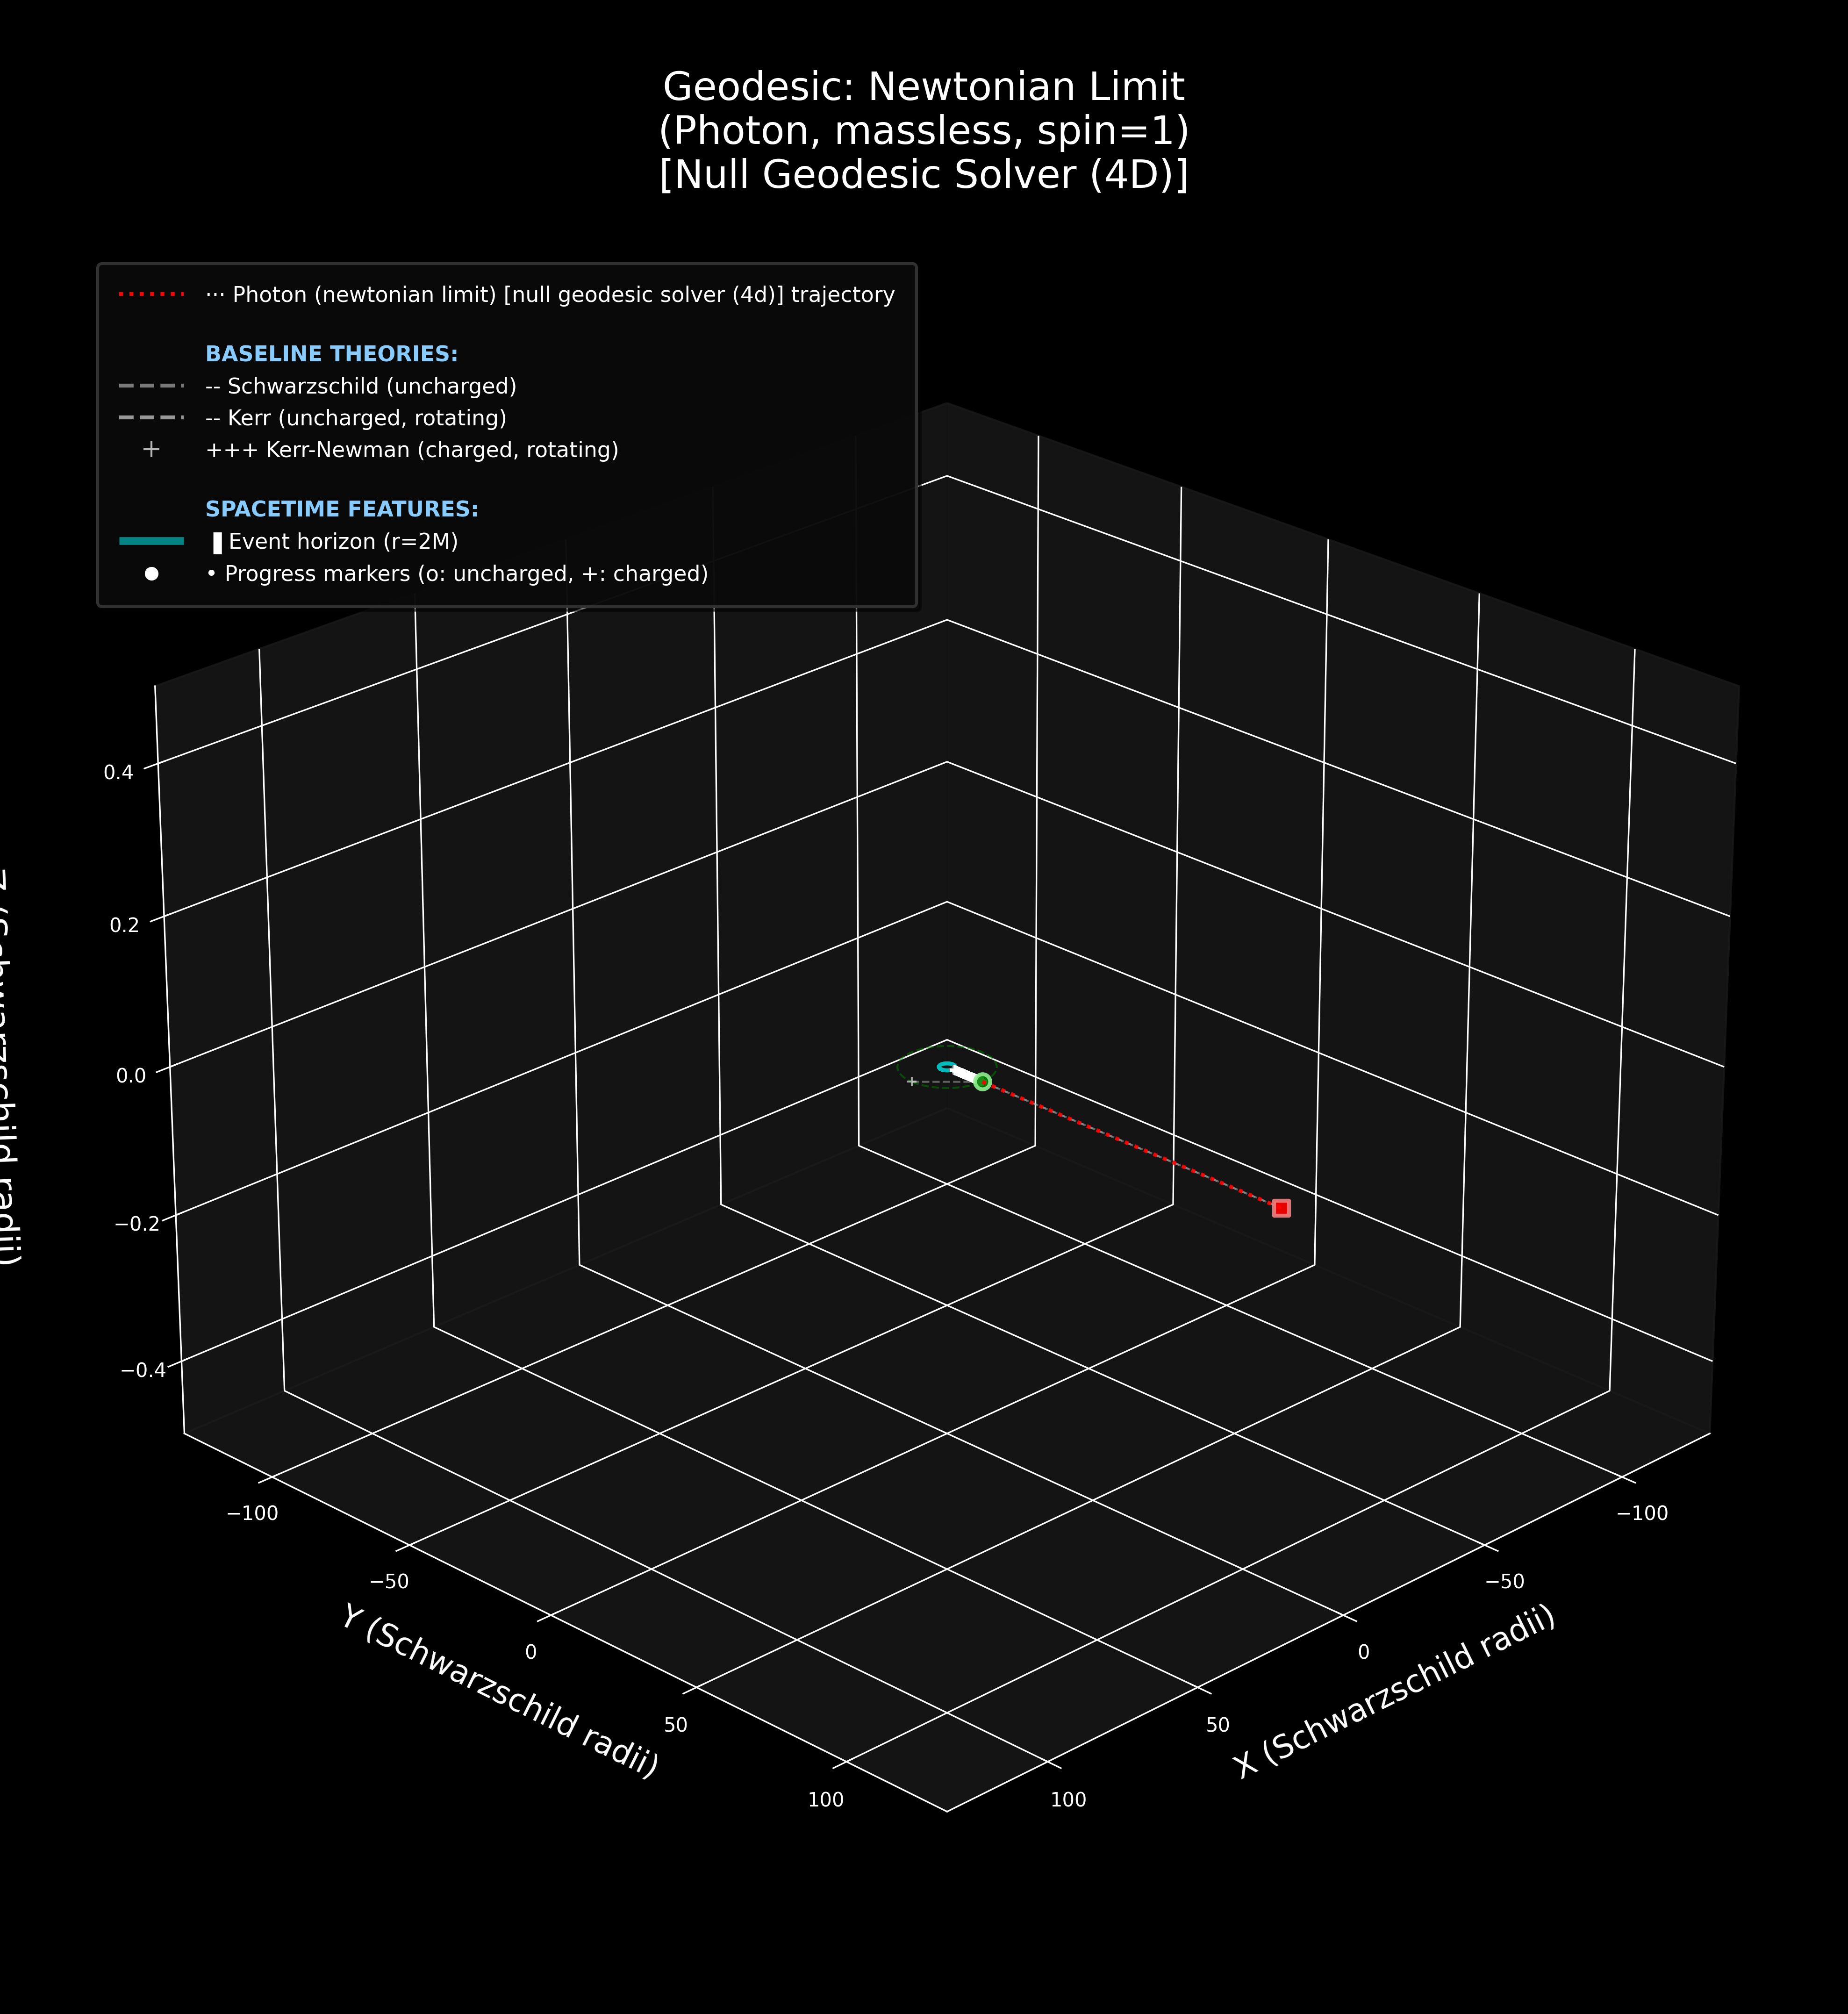 Geodesic: Newtonian Limit
(Photon, massless, spin=1)
[Null Geodesic Solver (4D)]
··· Photon (newtonian limit) [null geodesic solver (4d)] trajectory
BASELINE THEORIES:
-- Schwarzschild (uncharged)
-- Kerr (uncharged, rotating)
+++ Kerr-Newman (charged, rotating)
SPACETIME FEATURES:
▐ Event horizon (r=2M)
• Progress markers (o: uncharged, +: charged)
0.4
0.2
0.0
−0.2
−0.4
Z (Schwarzschild radii)
−100
−50
0
50
100
Y (Schwarzschild radii)
−100
−50
0
50
100
X (Schwarzschild radii)